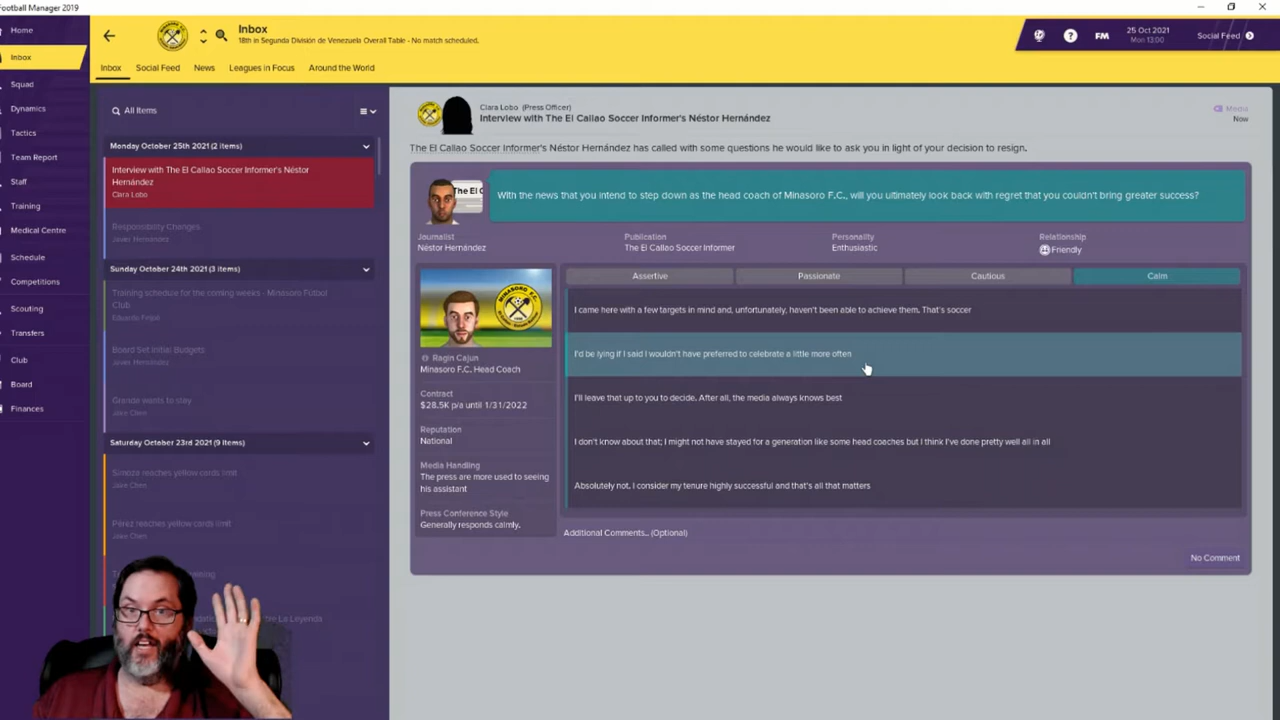 Football Manager 2019
Home
Inbox
Squad
Dynamics
Tactics
Team Report
Staff
Training
Medical Centre
Schedule
Competitions
Scouting
Transfers
Club
Board
Finances
Inbox
18th in Segunda División de Venezuela Overall Table - No match scheduled.
FM
25 Oct 2021
Mon 13:00
Social Feed
Inbox
Social Feed
News
Leagues in Focus
Around the World
All Items
Monday October 25th 2021 (2 items)
Interview with The El Callao Soccer Informer's Néstor
Hernández
Clara Lobo
Responsibility Changes
Javier Hernández
Sunday October 24th 2021 (3 items)
Training schedule for the coming weeks - Minasoro Fútbol
Club
Eduardo Feijal
Board Set Initial Budgets
Javier Hernández
Grande wants to stay
Jake Chen
Saturday October 23rd 2021 (9 items)
Simoza reaches yellow cards limit
Jake Chen
Pérez reaches yellow cards limit
Jake Chen
Clara Lobo (Press Officer)
Interview with The El Callao Soccer Informer's Néstor Hernández
Media
Now
The El Callao Soccer Informer's Néstor Hernández has called with some questions he would like to ask you in light of your decision to resign.
The El C
With the news that you intend to step down as the head coach of Minasoro F.C., will you ultimately look back with regret that you couldn't bring greater success?
Journalist
Néstor Hernández
Publication
The El Callao Soccer Informer
Personality
Enthusiastic
Relationship
Friendly
MINASORO F.C.
Ragin Cajun
Minasoro F.C. Head Coach
Contract
$28.5K p/a until 1/31/2022
Reputation
National
Media Handling
The press are more used to seeing
his assistant
Press Conference Style
Generally responds calmly.
Assertive
Passionate
Cautious
Calm
I came here with a few targets in mind and, unfortunately, haven't been able to achieve them. That's soccer
I'd be lying if I said I wouldn't have preferred to celebrate a little more often
I'll leave that up to you to decide. After all, the media always knows best
I don't know about that; I might not have stayed for a generation like some head coaches but I think I've done pretty well all in all
Absolutely not, I consider my tenure highly successful and that's all that matters
Additional Comments... (Optional)
No Comment